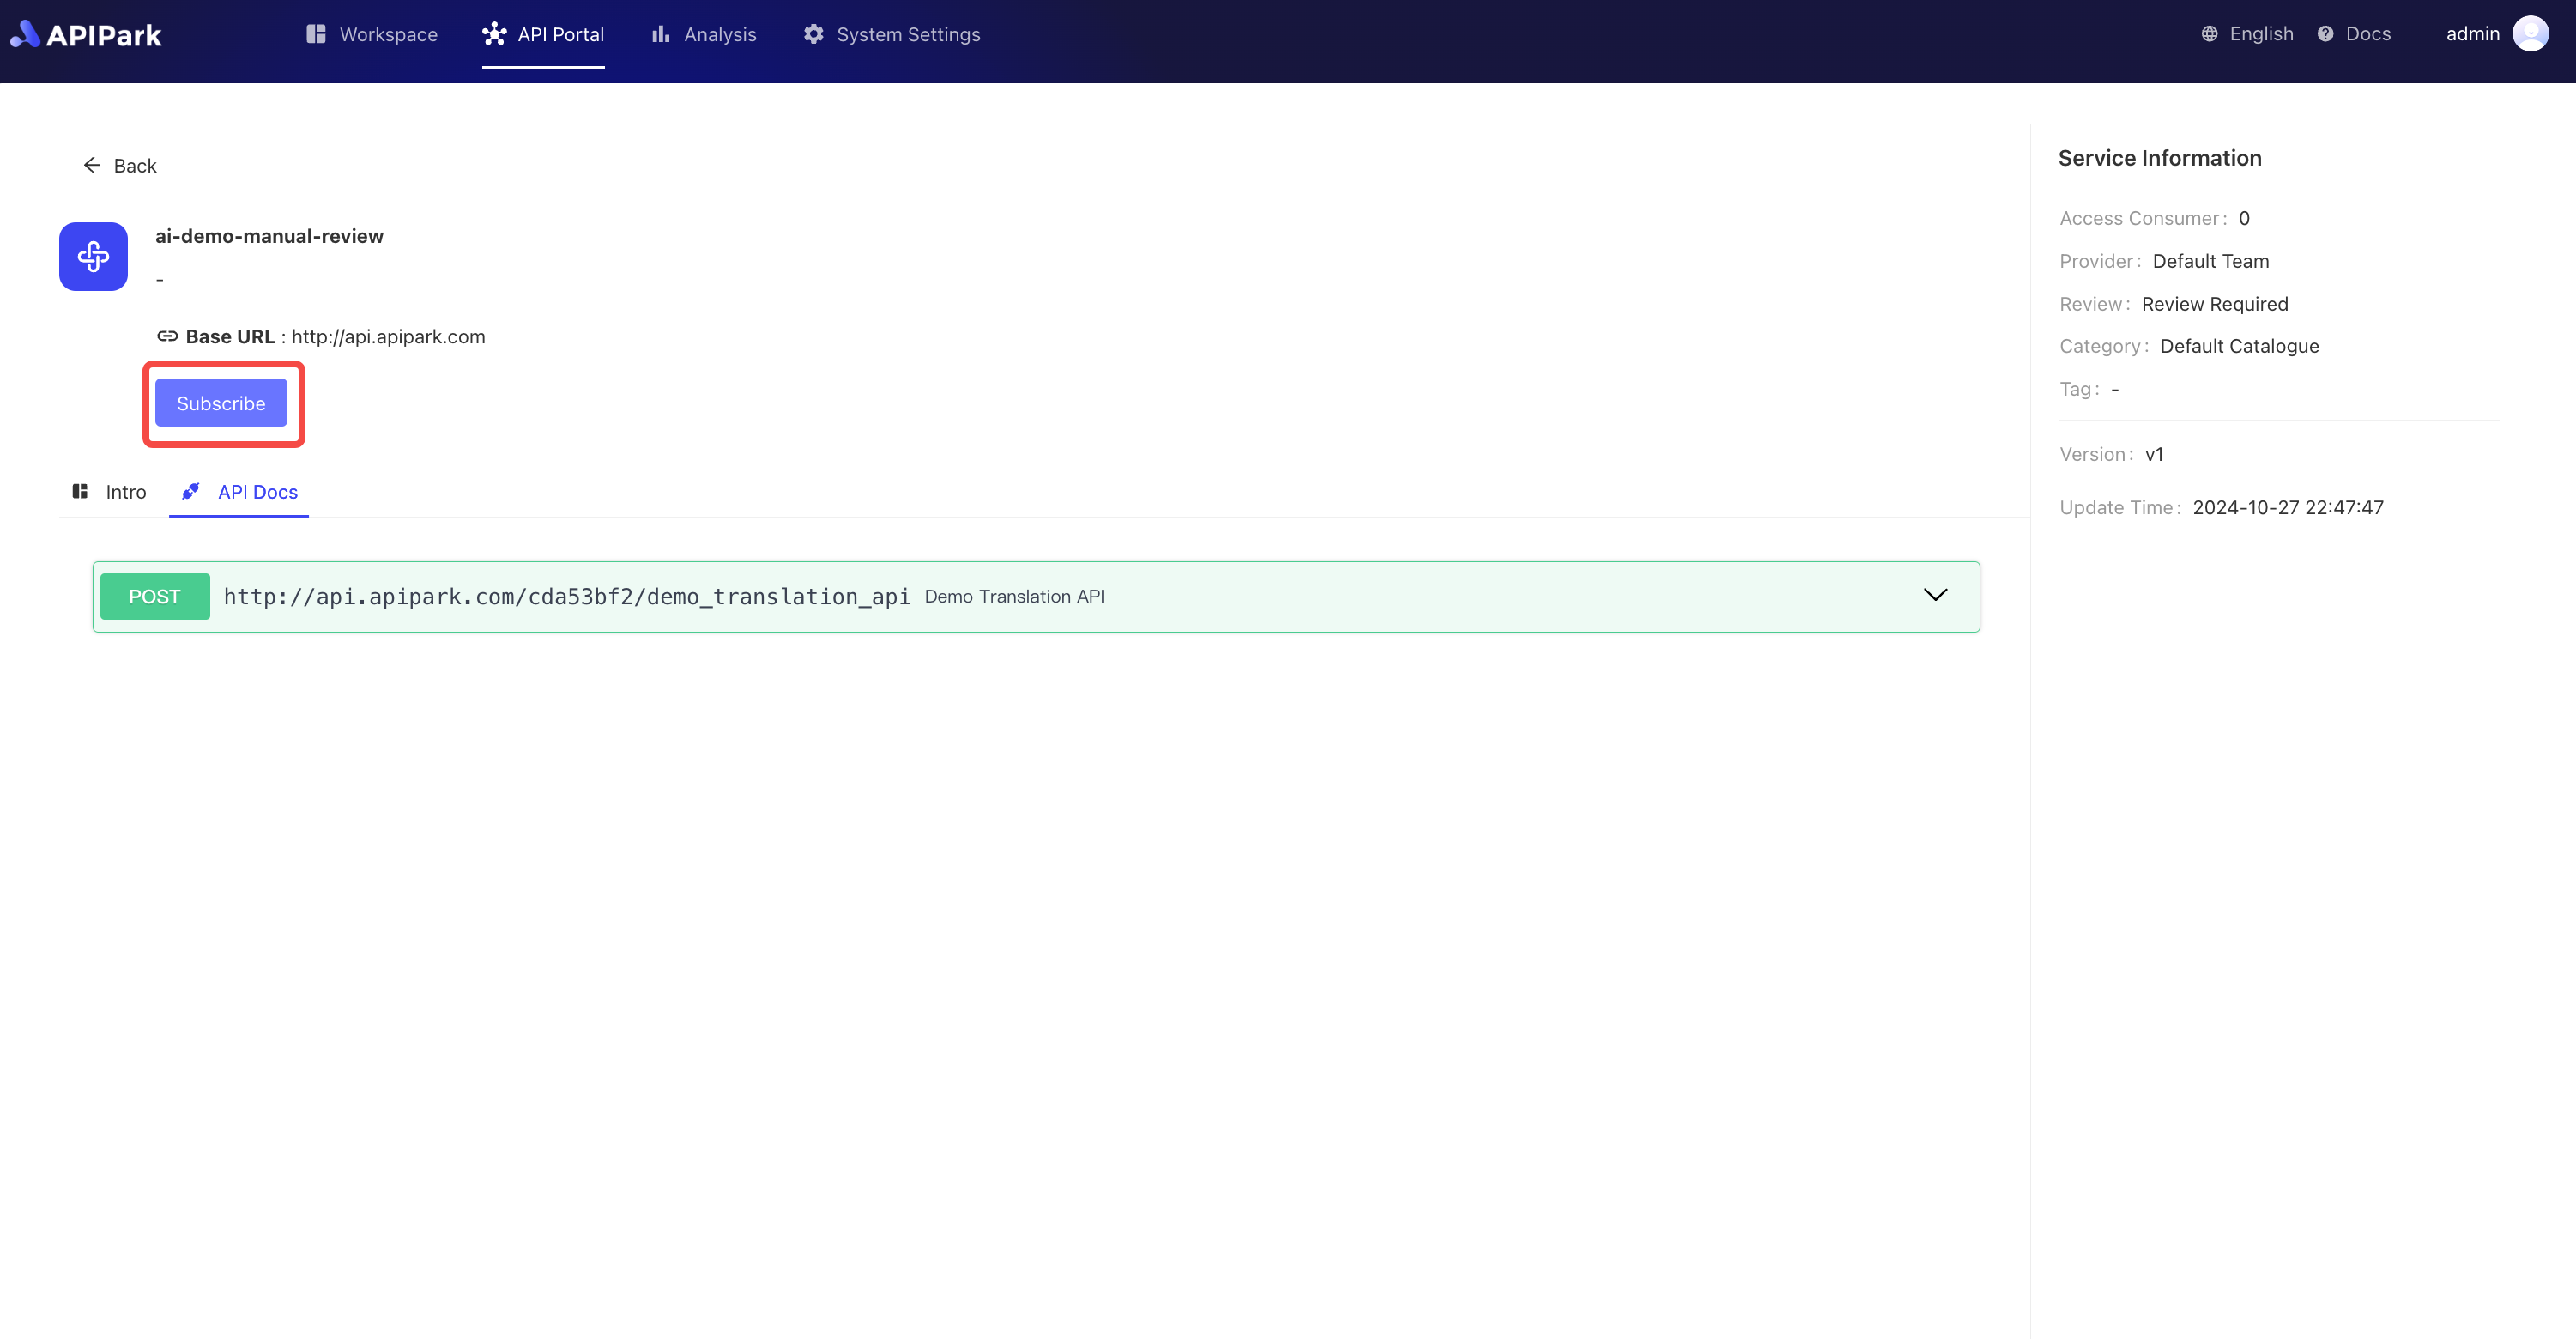 APIPark Workspace API Portal Analysis System Settings English Docs admin
Back
ai-demo-manual-review
-
Base URL : http://api.apipark.com
Subscribe
Intro API Docs
POST http://api.apipark.com/cda53bf2/demo_translation_api Demo Translation API
Service Information
Access Consumer : 0
Provider : Default Team
Review : Review Required
Category : Default Catalogue
Tag : -
Version : v1
Update Time : 2024-10-27 22:47:47